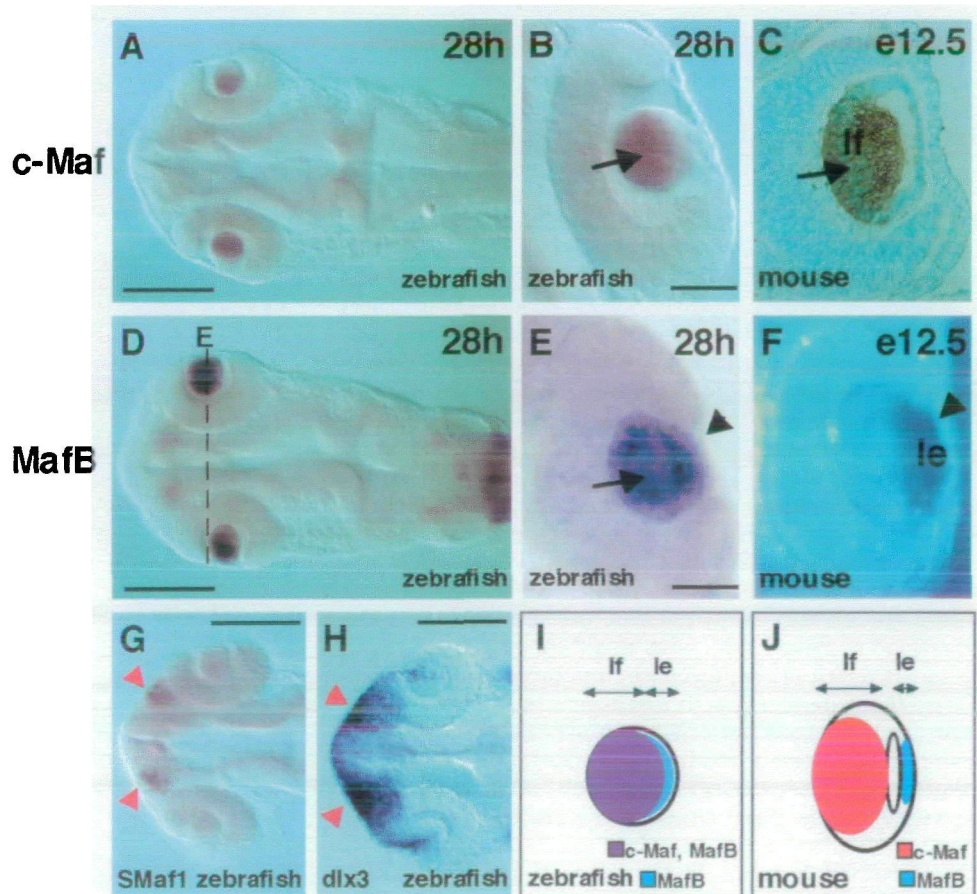 A 28h
B 28h
C e12.5
c-Maf
lf
zebrafish
zebrafish
mouse
D E 28h
E 28h
F e12.5
MafB
le
zebrafish
zebrafish
mouse
G
H
I
J
lf le
lf le
c-Maf, MafB
c-Maf
SMaf1 zebrafish
dlx3 zebrafish
zebrafish MafB
mouse MafB